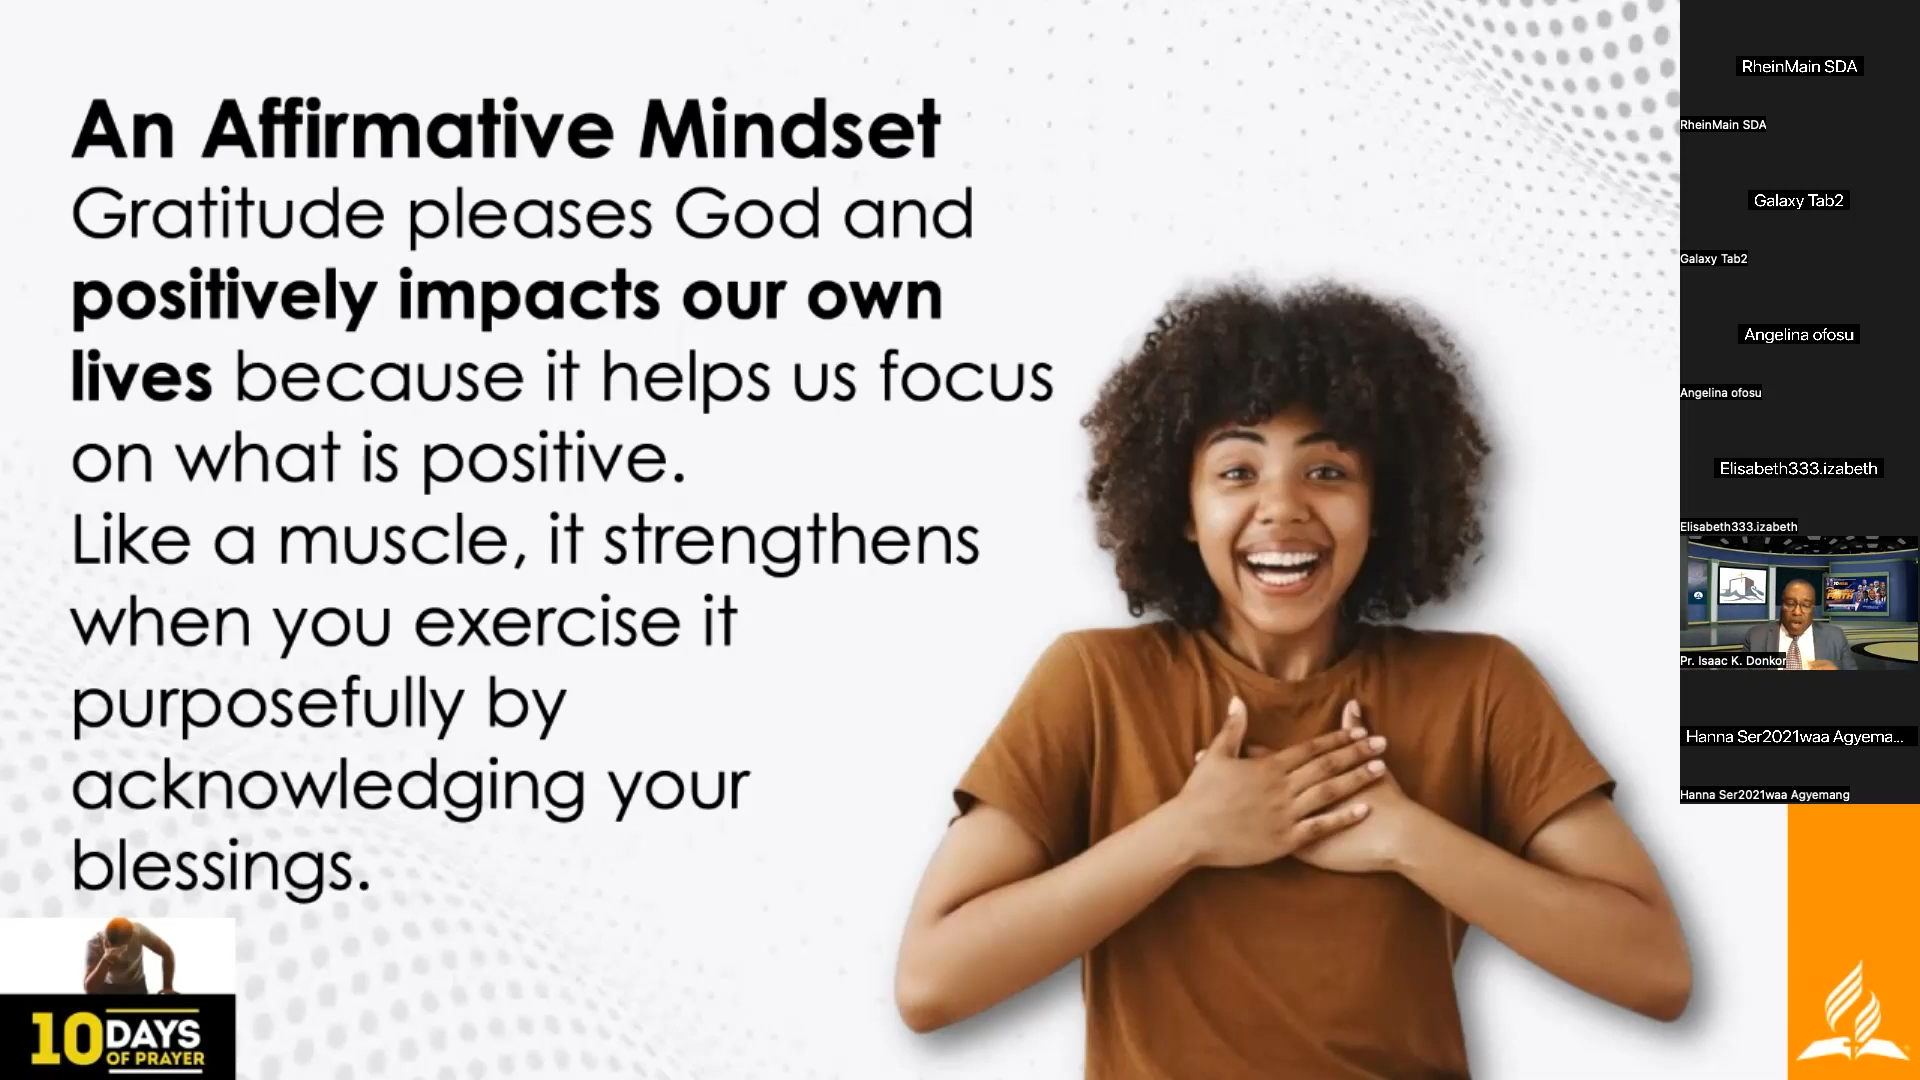 An Affirmative Mindset
Gratitude pleases God and
positively impacts our own
lives because it helps us focus
on what is positive.
Like a muscle, it strengthens
when you exercise it
purposefully by
acknowledging your
blessings.
10 DAYS
OF PRAYER
RheinMain SDA
RheinMain SDA
Galaxy Tab2
Galaxy Tab2
Angelina ofosu
Angelina ofosu
Elisabeth333.izabeth
Elisabeth333.izabeth
Pr. Isaac K. Donkor
Hanna Ser2021waa Agyema...
Hanna Ser2021waa Agyemang